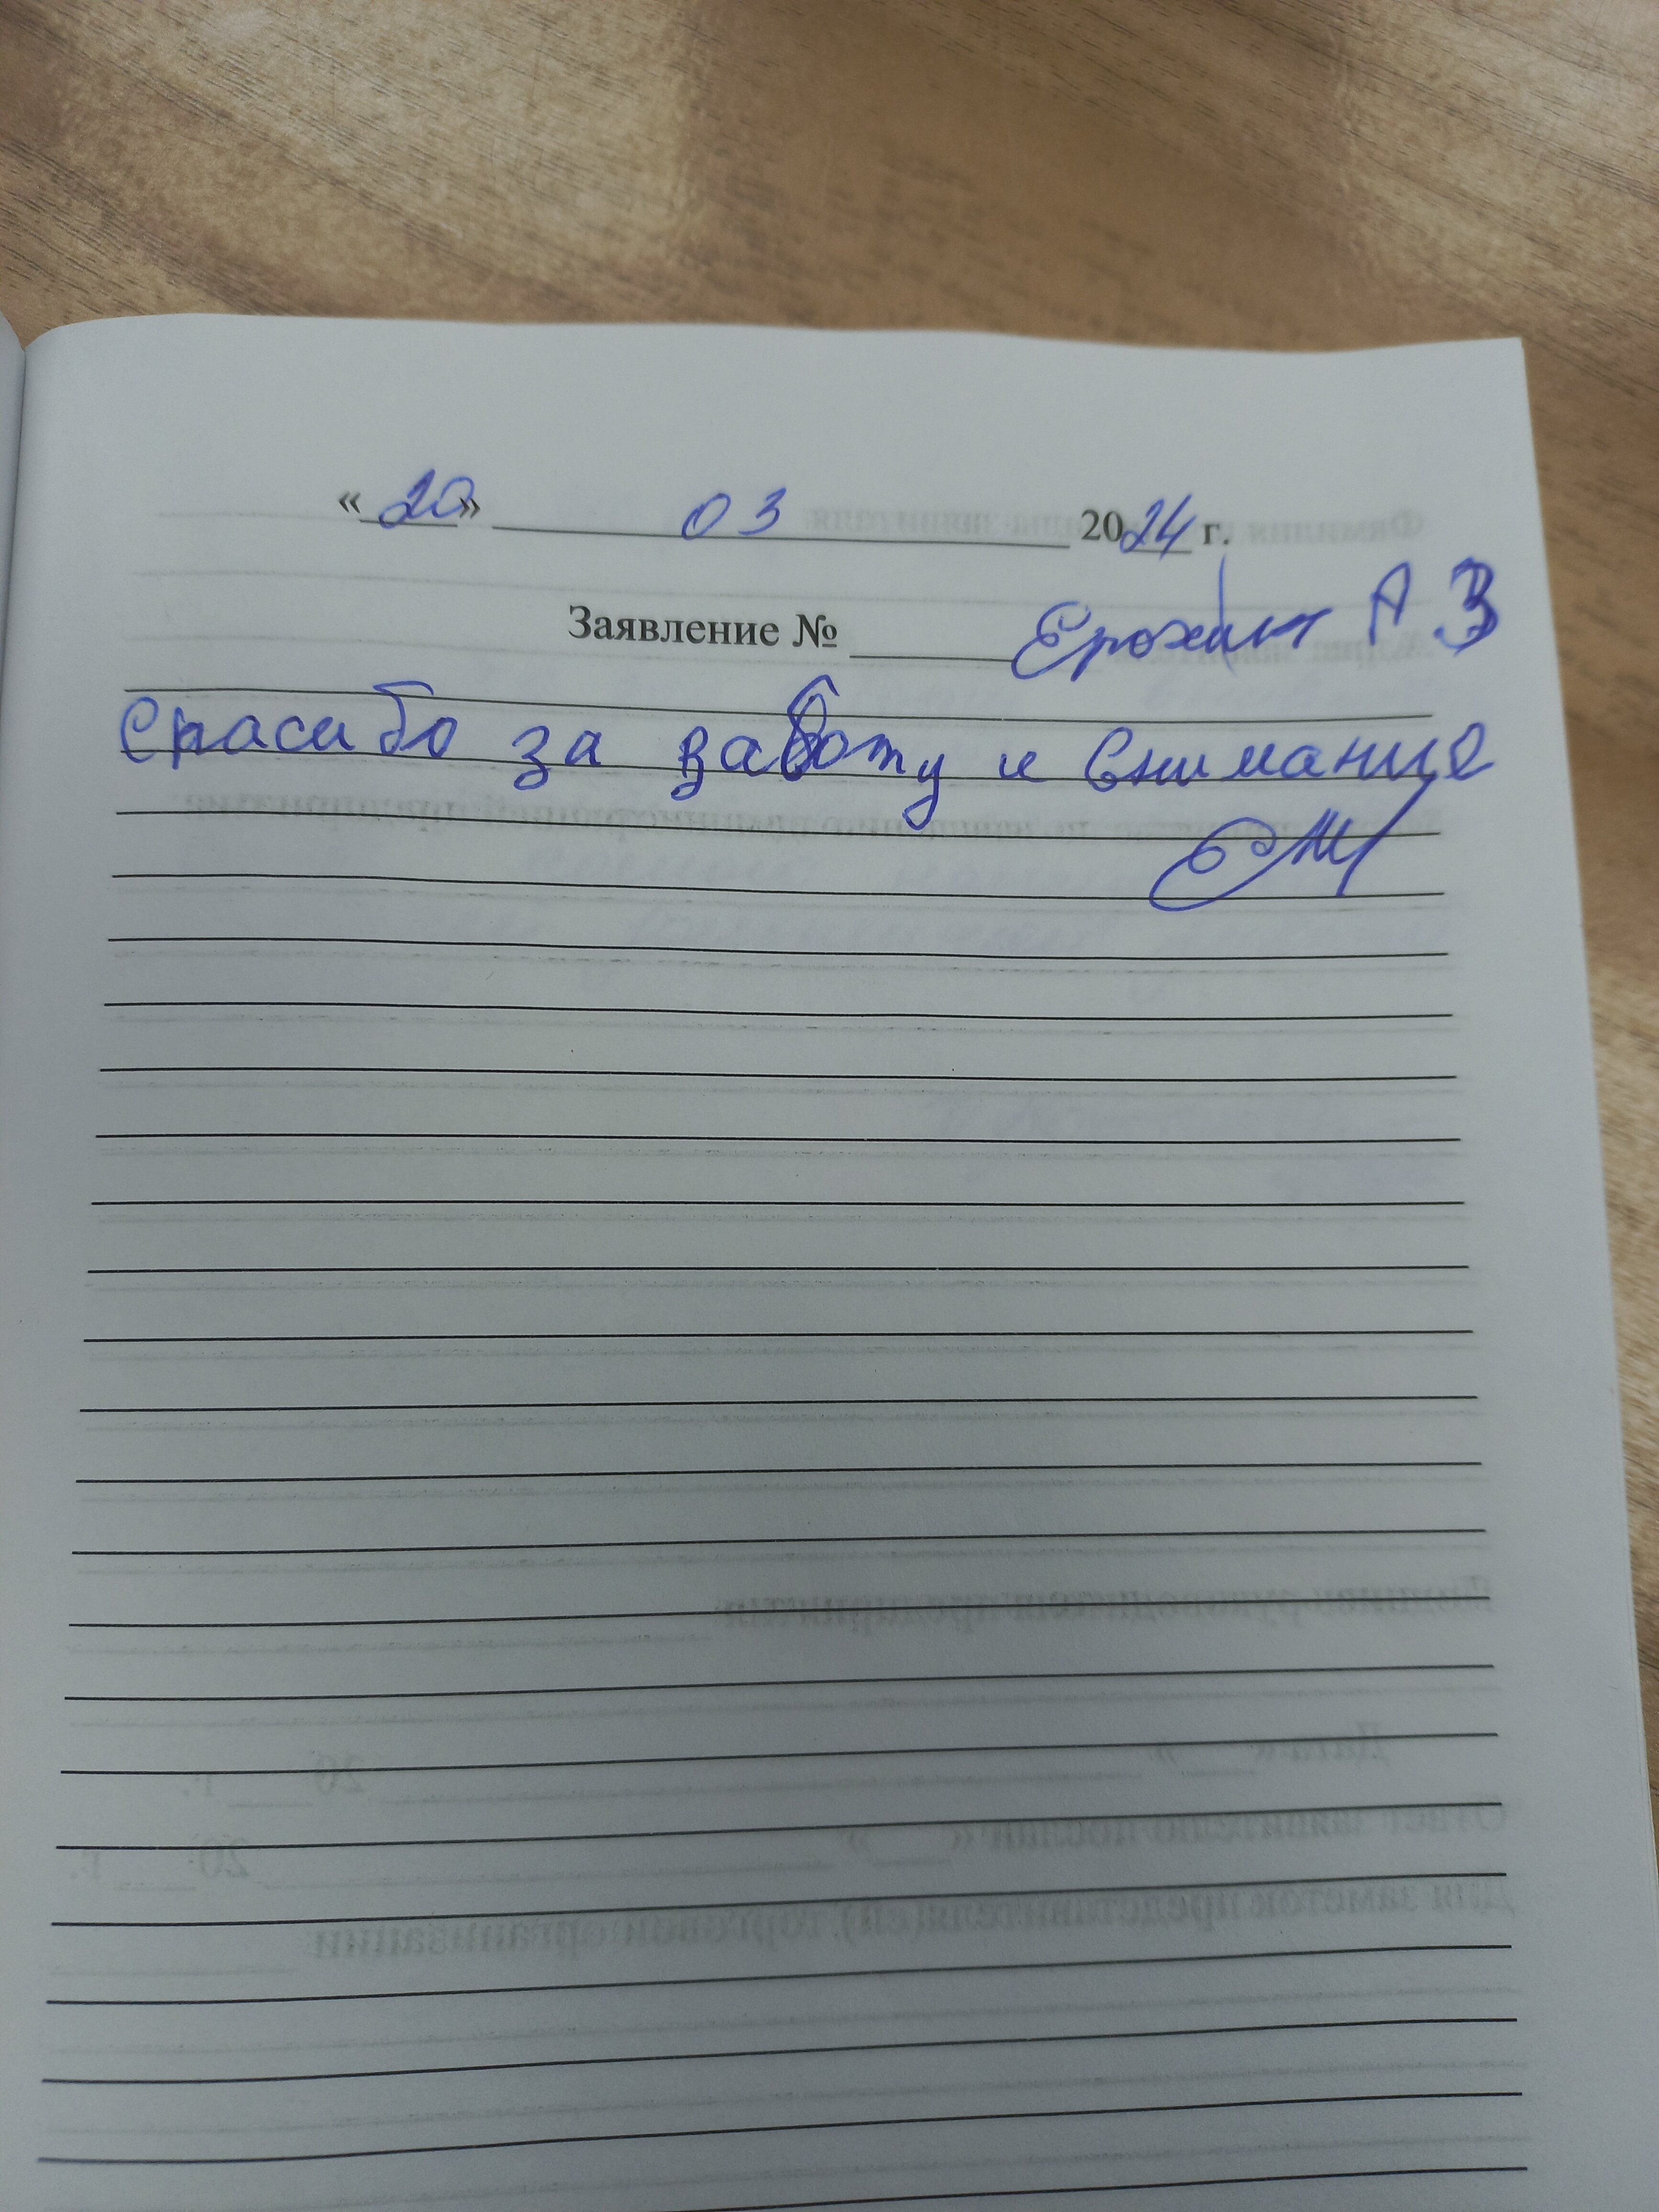 «20» 03 2024 г.
Заявление № Ерохин А З
Спасибо за заботу и внимание